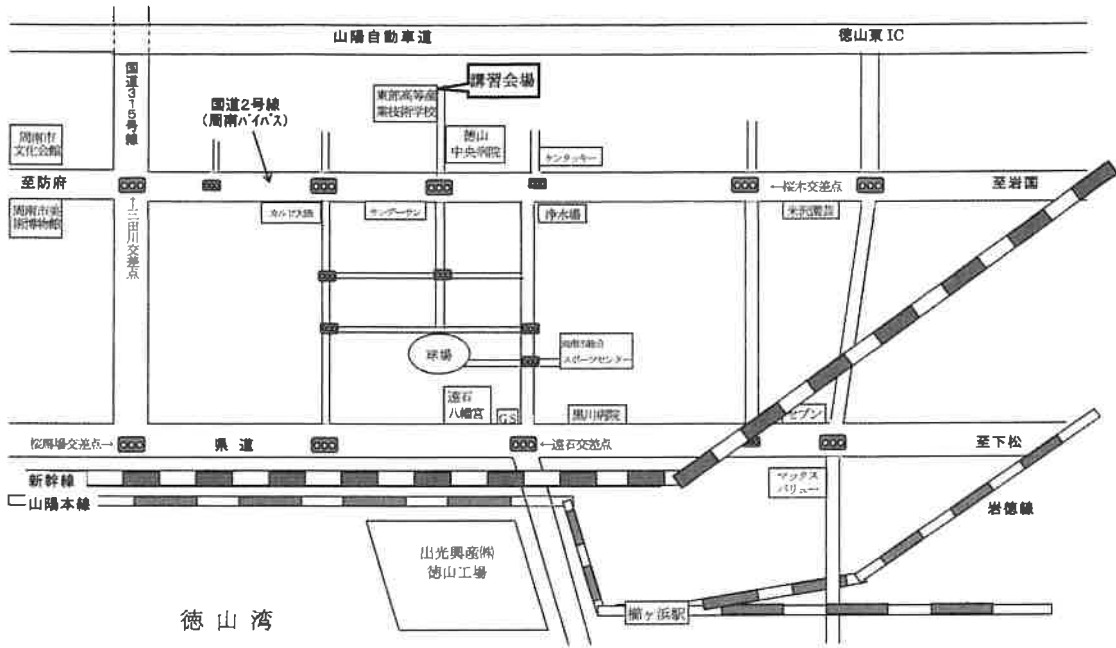 山陽自動車道
徳山東IC
国道315号線
国道2号線
(周南バイパス)
講習会場
東部高等産
業技術学校
徳山
中央病院
ケンタッキー
周南市
文化会館
至防府
←桜木交差点
至岩国
周南市美
術博物館
←三田川交差点
サンデーサン
浄水場
球場
周南市総合
スポーツセンター
遠石
八幡宮
GS
黒川病院
セブン
桜馬場交差点→
県道
←遠石交差点
至下松
新幹線
山陽本線
マックス
バリュー
岩徳線
出光興産㈱
徳山工場
櫛ヶ浜駅
徳山湾